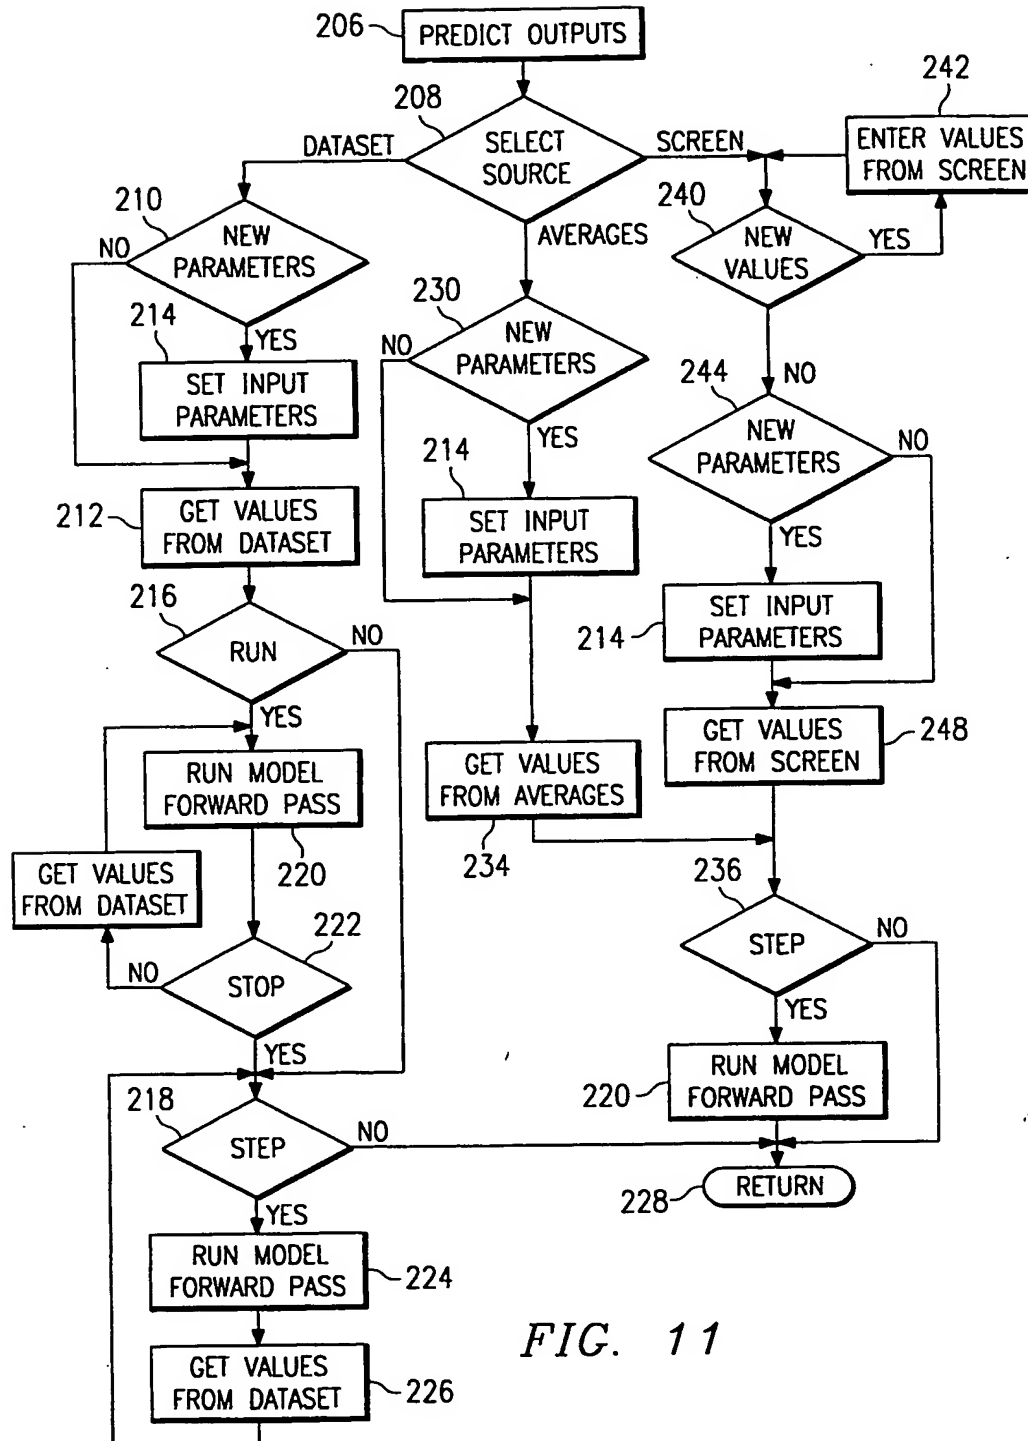 206
PREDICT OUTPUTS
208
SELECT
SOURCE
DATASET
SCREEN
AVERAGES
242
ENTER VALUES
FROM SCREEN
240
NEW
VALUES
YES
NO
210
NEW
PARAMETERS
NO
YES
214
SET INPUT
PARAMETERS
212
GET VALUES
FROM DATASET
216
RUN
NO
YES
RUN MODEL
FORWARD PASS
220
GET VALUES
FROM DATASET
222
STOP
NO
YES
218
STEP
NO
YES
RUN MODEL
FORWARD PASS
224
GET VALUES
FROM DATASET
226
230
NEW
PARAMETERS
NO
YES
214
SET INPUT
PARAMETERS
GET VALUES
FROM AVERAGES
234
244
NEW
PARAMETERS
NO
YES
214
SET INPUT
PARAMETERS
GET VALUES
FROM SCREEN
248
236
STEP
NO
YES
220
RUN MODEL
FORWARD PASS
228
RETURN
FIG. 11